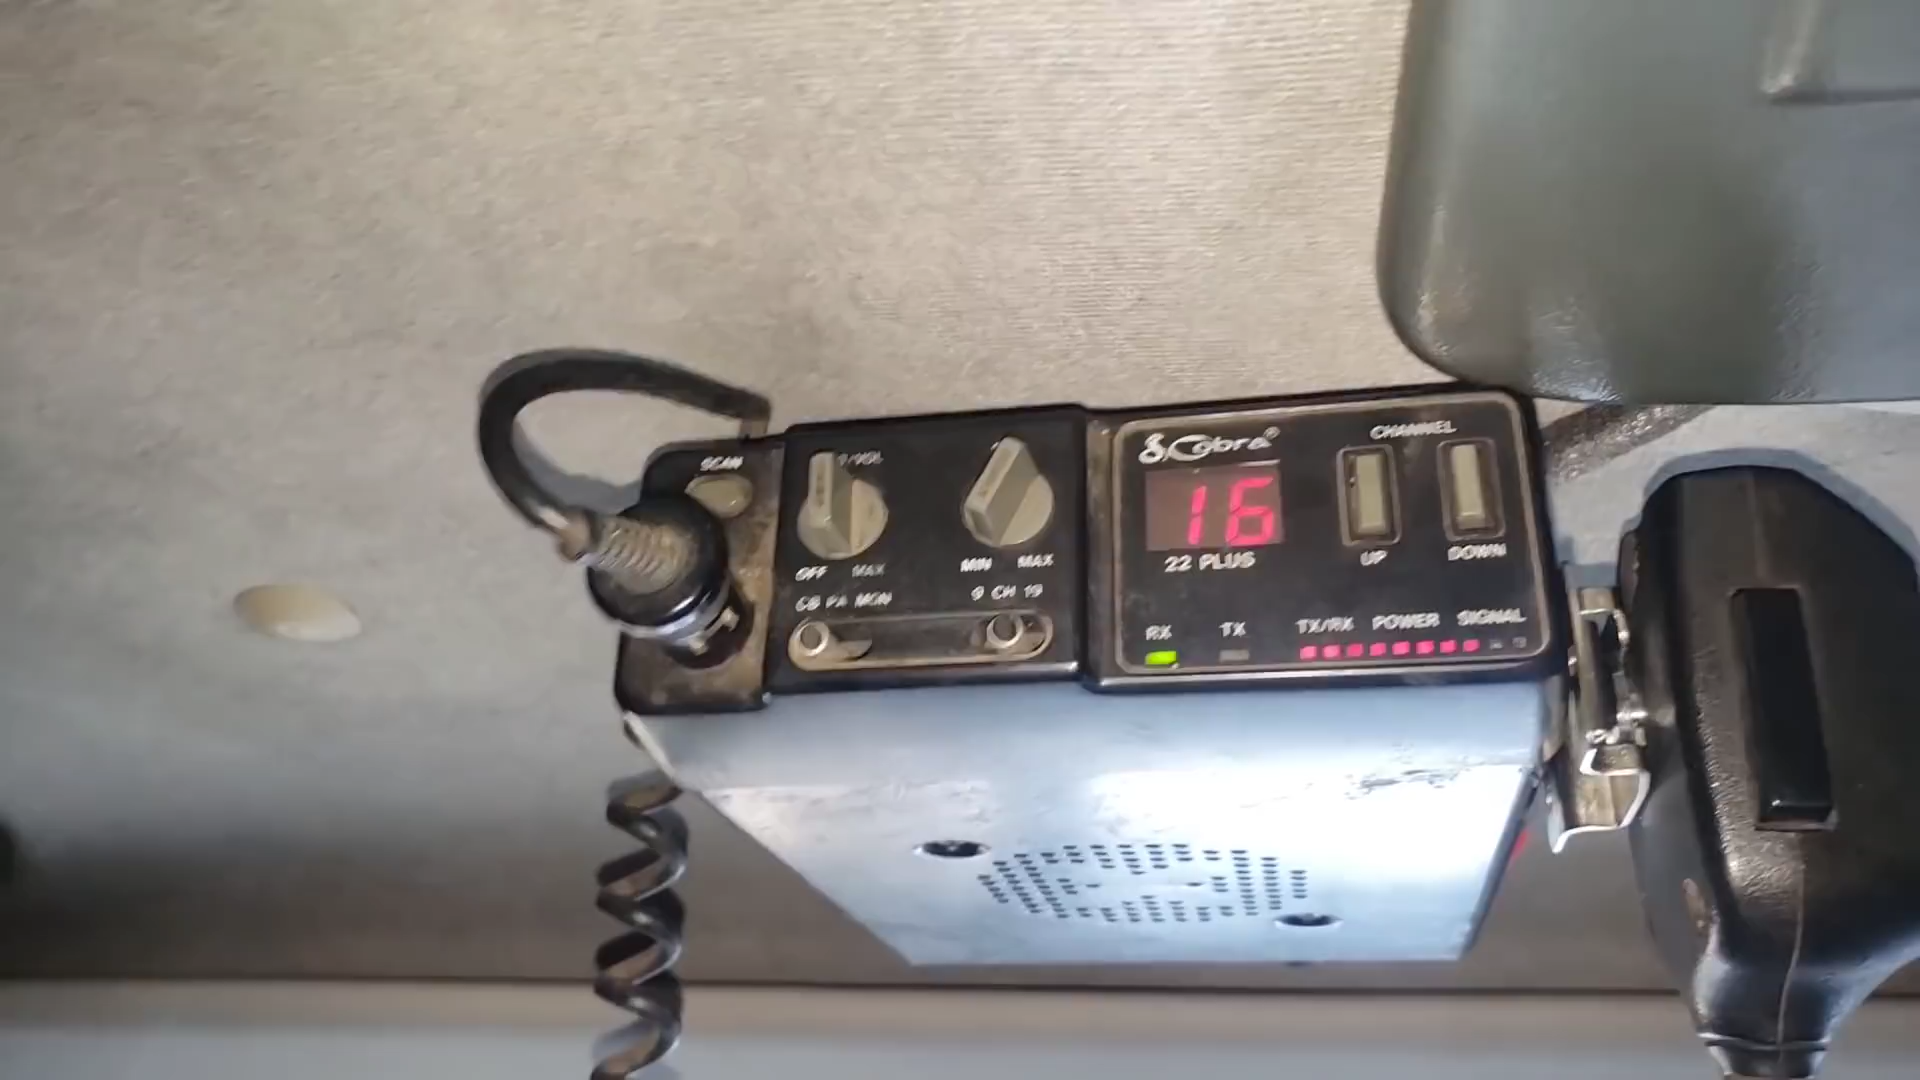 SCAN
Cobra®
CHANNEL
16
22 PLUS
UP
DOWN
OFF MAX
MIN MAX
CB PA MON
9 CH 19
RX
TX
TX/RX POWER SIGNAL